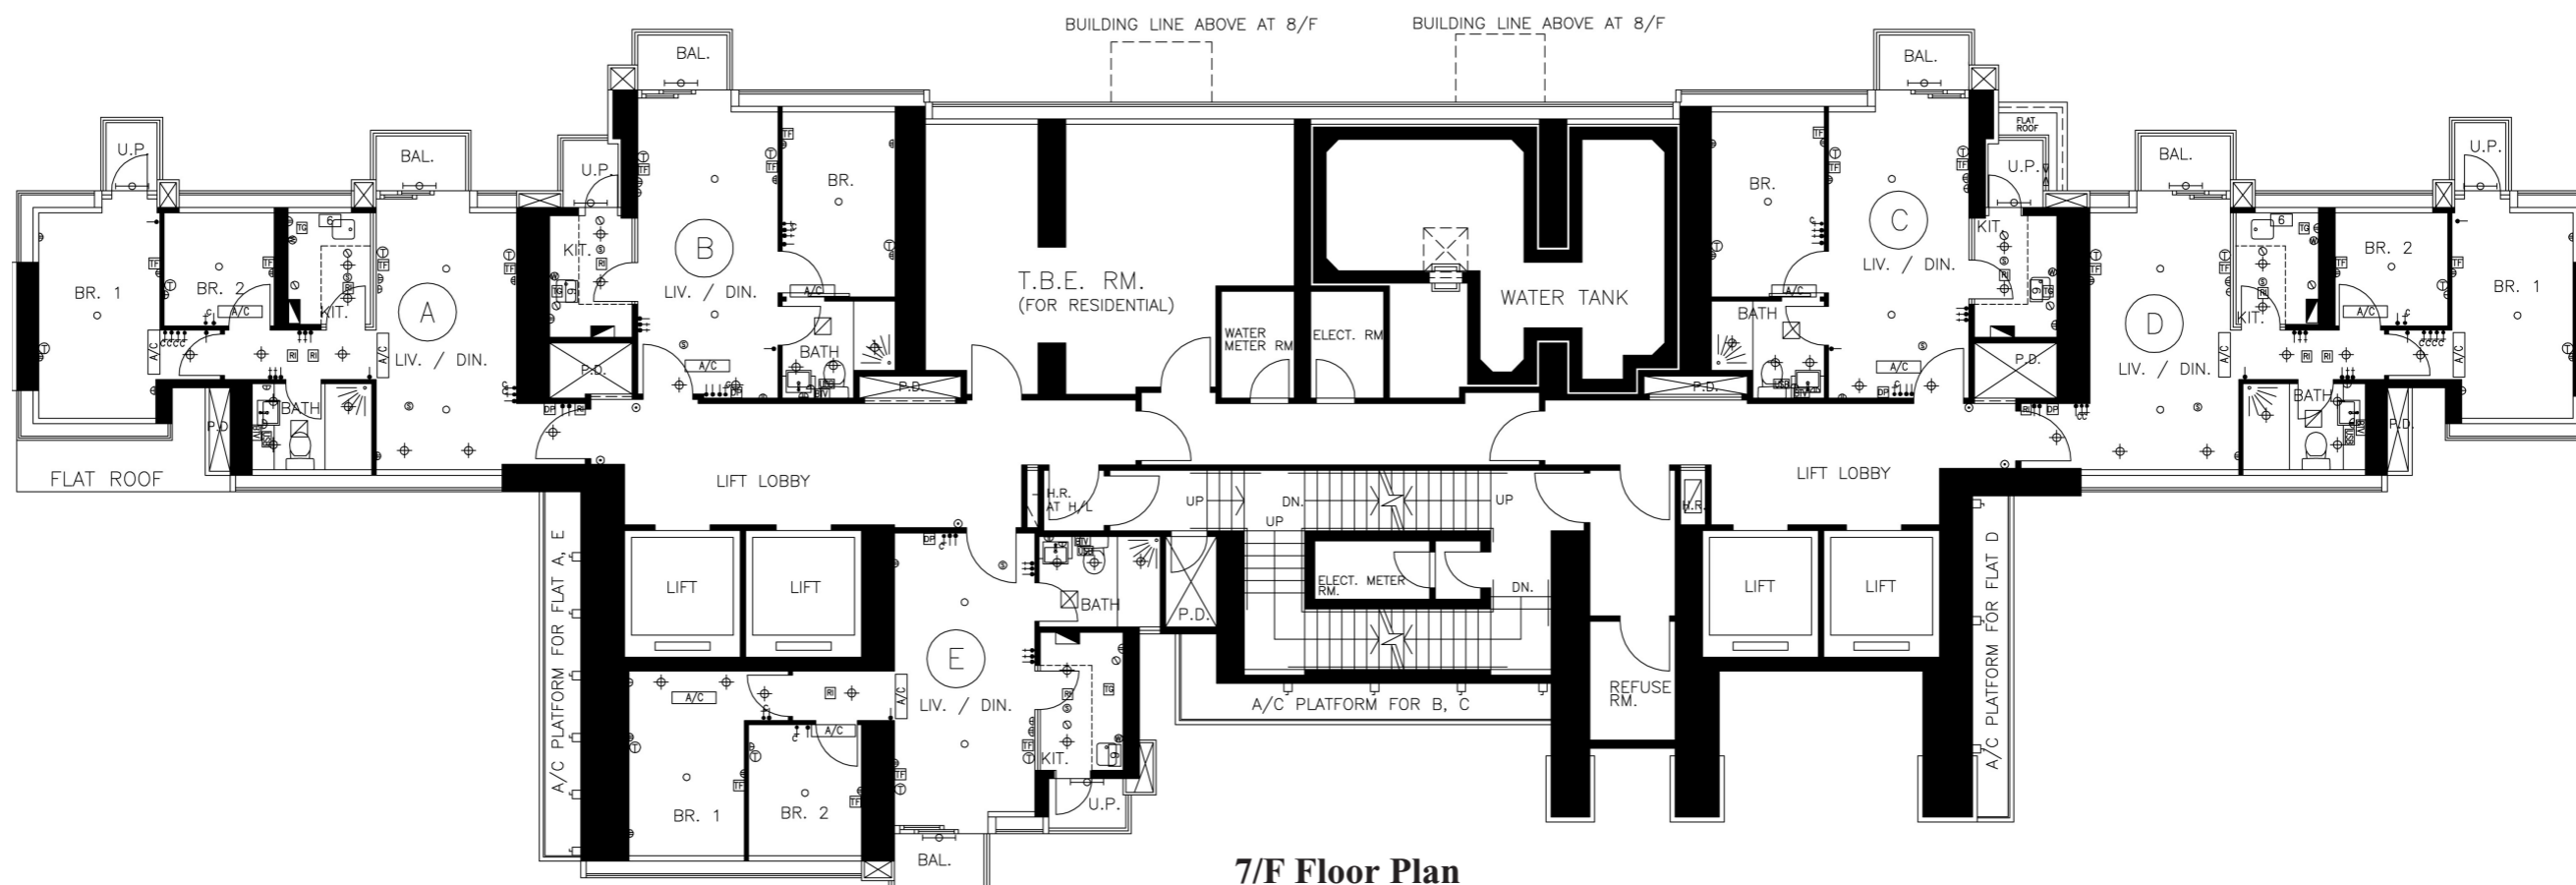 BUILDING LINE ABOVE AT 8/F
BUILDING LINE ABOVE AT 8/F
BAL.
BAL.
U.P.
BAL.
U.P.
BR.
BR.
FLAT
ROOF
U.P.
BAL.
U.P.
KIT.
B
LIV. / DIN.
C
LIV. / DIN.
KIT.
BR. 1
BR. 2
KIT.
A
LIV. / DIN.
T.B.E. RM.
(FOR RESIDENTIAL)
WATER TANK
WATER
METER RM
ELECT. RM
D
LIV. / DIN.
KIT.
BR. 2
BR. 1
A/C
A/C
A/C
A/C
A/C
A/C
A/C
A/C
A/C
A/C
BATH
BATH
P.D.
P.D.
P.D.
P.D.
BATH
BATH
P.D.
P.D.
FLAT ROOF
LIFT LOBBY
LIFT LOBBY
H.R.
AT H/L
UP
DN.
UP
UP
H.R.
LIFT
LIFT
BATH
P.D.
ELECT. METER
RM.
DN.
LIFT
LIFT
A/C PLATFORM FOR FLAT A, E
A/C PLATFORM FOR FLAT D
E
LIV. / DIN.
A/C
A/C
A/C
KIT.
U.P.
BR. 1
BR. 2
A/C PLATFORM FOR B, C
REFUSE
RM.
BAL.
7/F Floor Plan